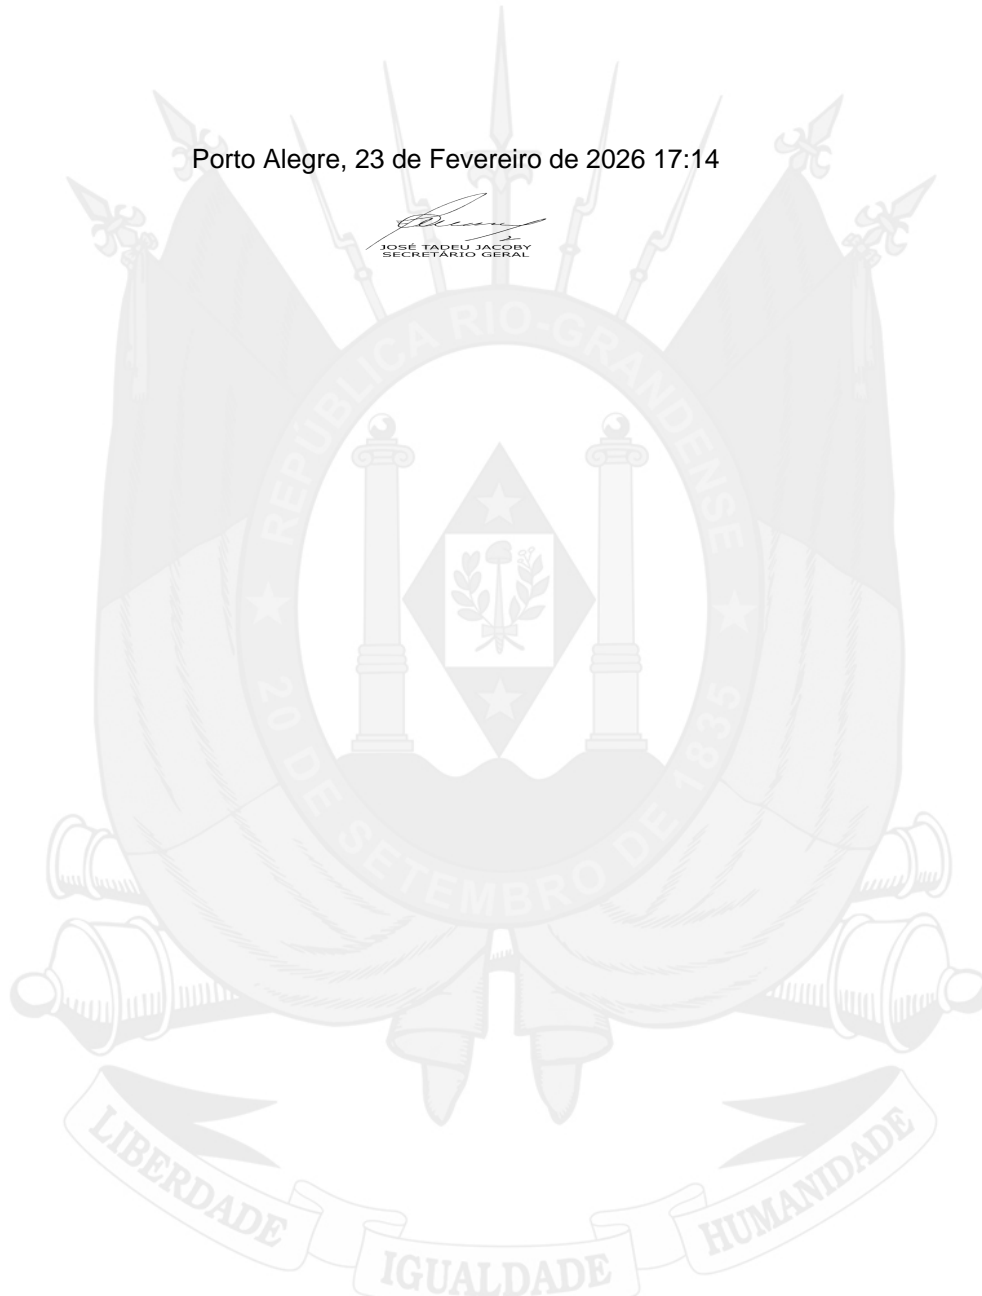 Porto Alegre, 23 de Fevereiro de 2026 17:14
JOSÉ TADEU JACOBY
SECRETÁRIO GERAL
REPÚBLICA RIO-GRANDENSE
20 DE SETEMBRO DE 1835
LIBERDADE
IGUALDADE
HUMANIDADE